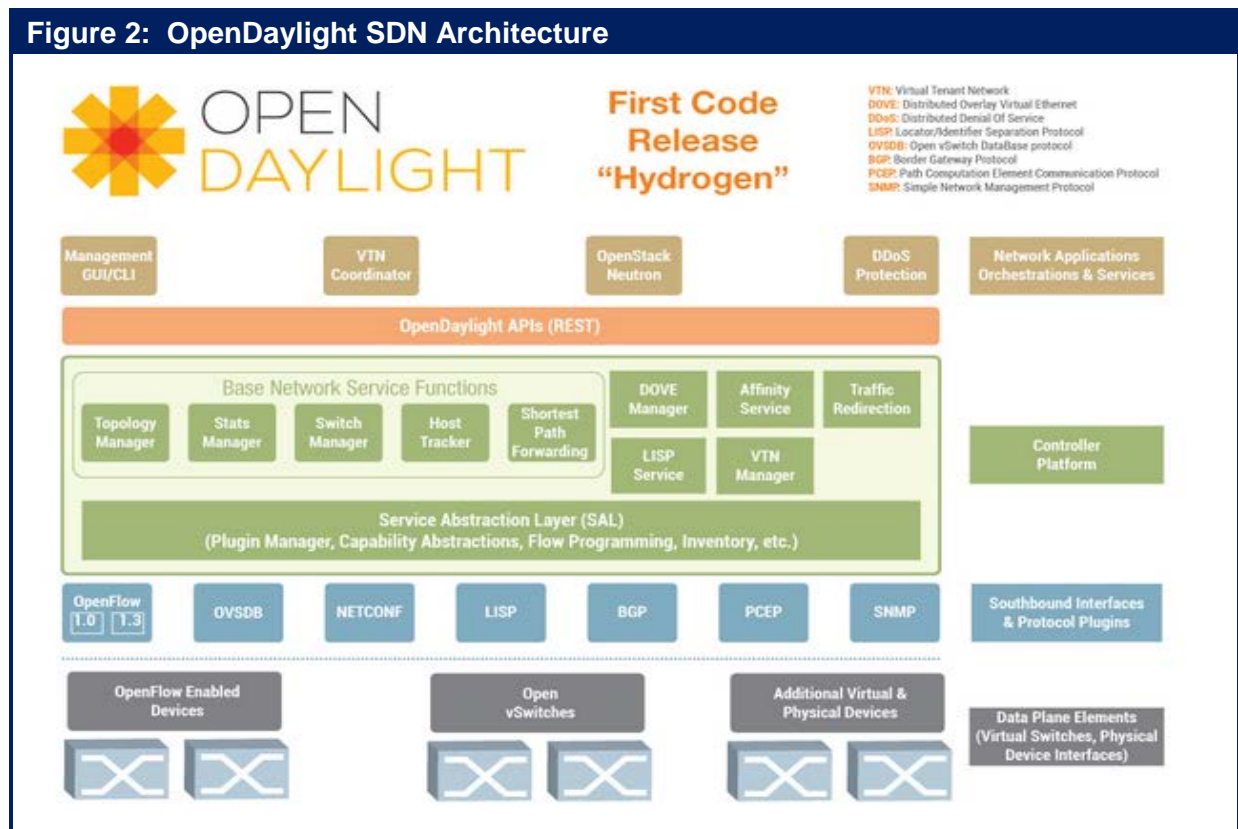 Figure 2: OpenDaylight SDN Architecture
OPEN
DAYLIGHT
First Code
Release
“Hydrogen”
VTN: Virtual Tenant Network
DOVE: Distributed Overlay Virtual Ethernet
DDoS: Distributed Denial Of Service
LISP: Locator/Identifier Separation Protocol
OVSDB: Open vSwitch DataBase protocol
BGP: Border Gateway Protocol
PCEP: Path Computation Element Communication Protocol
SNMP: Simple Network Management Protocol
Management
GUI/CLI
VTN
Coordinator
OpenStack
Neutron
DDoS
Protection
Network Applications
Orchestrations & Services
OpenDaylight APIs (REST)
Base Network Service Functions
Topology
Manager
Stats
Manager
Switch
Manager
Host
Tracker
Shortest
Path
Forwarding
DOVE
Manager
Affinity
Service
Traffic
Redirection
LISP
Service
VTN
Manager
Controller
Platform
Service Abstraction Layer (SAL)
(Plugin Manager, Capability Abstractions, Flow Programming, Inventory, etc.)
OpenFlow
1.0 1.3
OVSDB
NETCONF
LISP
BGP
PCEP
SNMP
Southbound Interfaces
& Protocol Plugins
OpenFlow Enabled
Devices
Open
vSwitches
Additional Virtual &
Physical Devices
Data Plane Elements
(Virtual Switches, Physical
Device Interfaces)